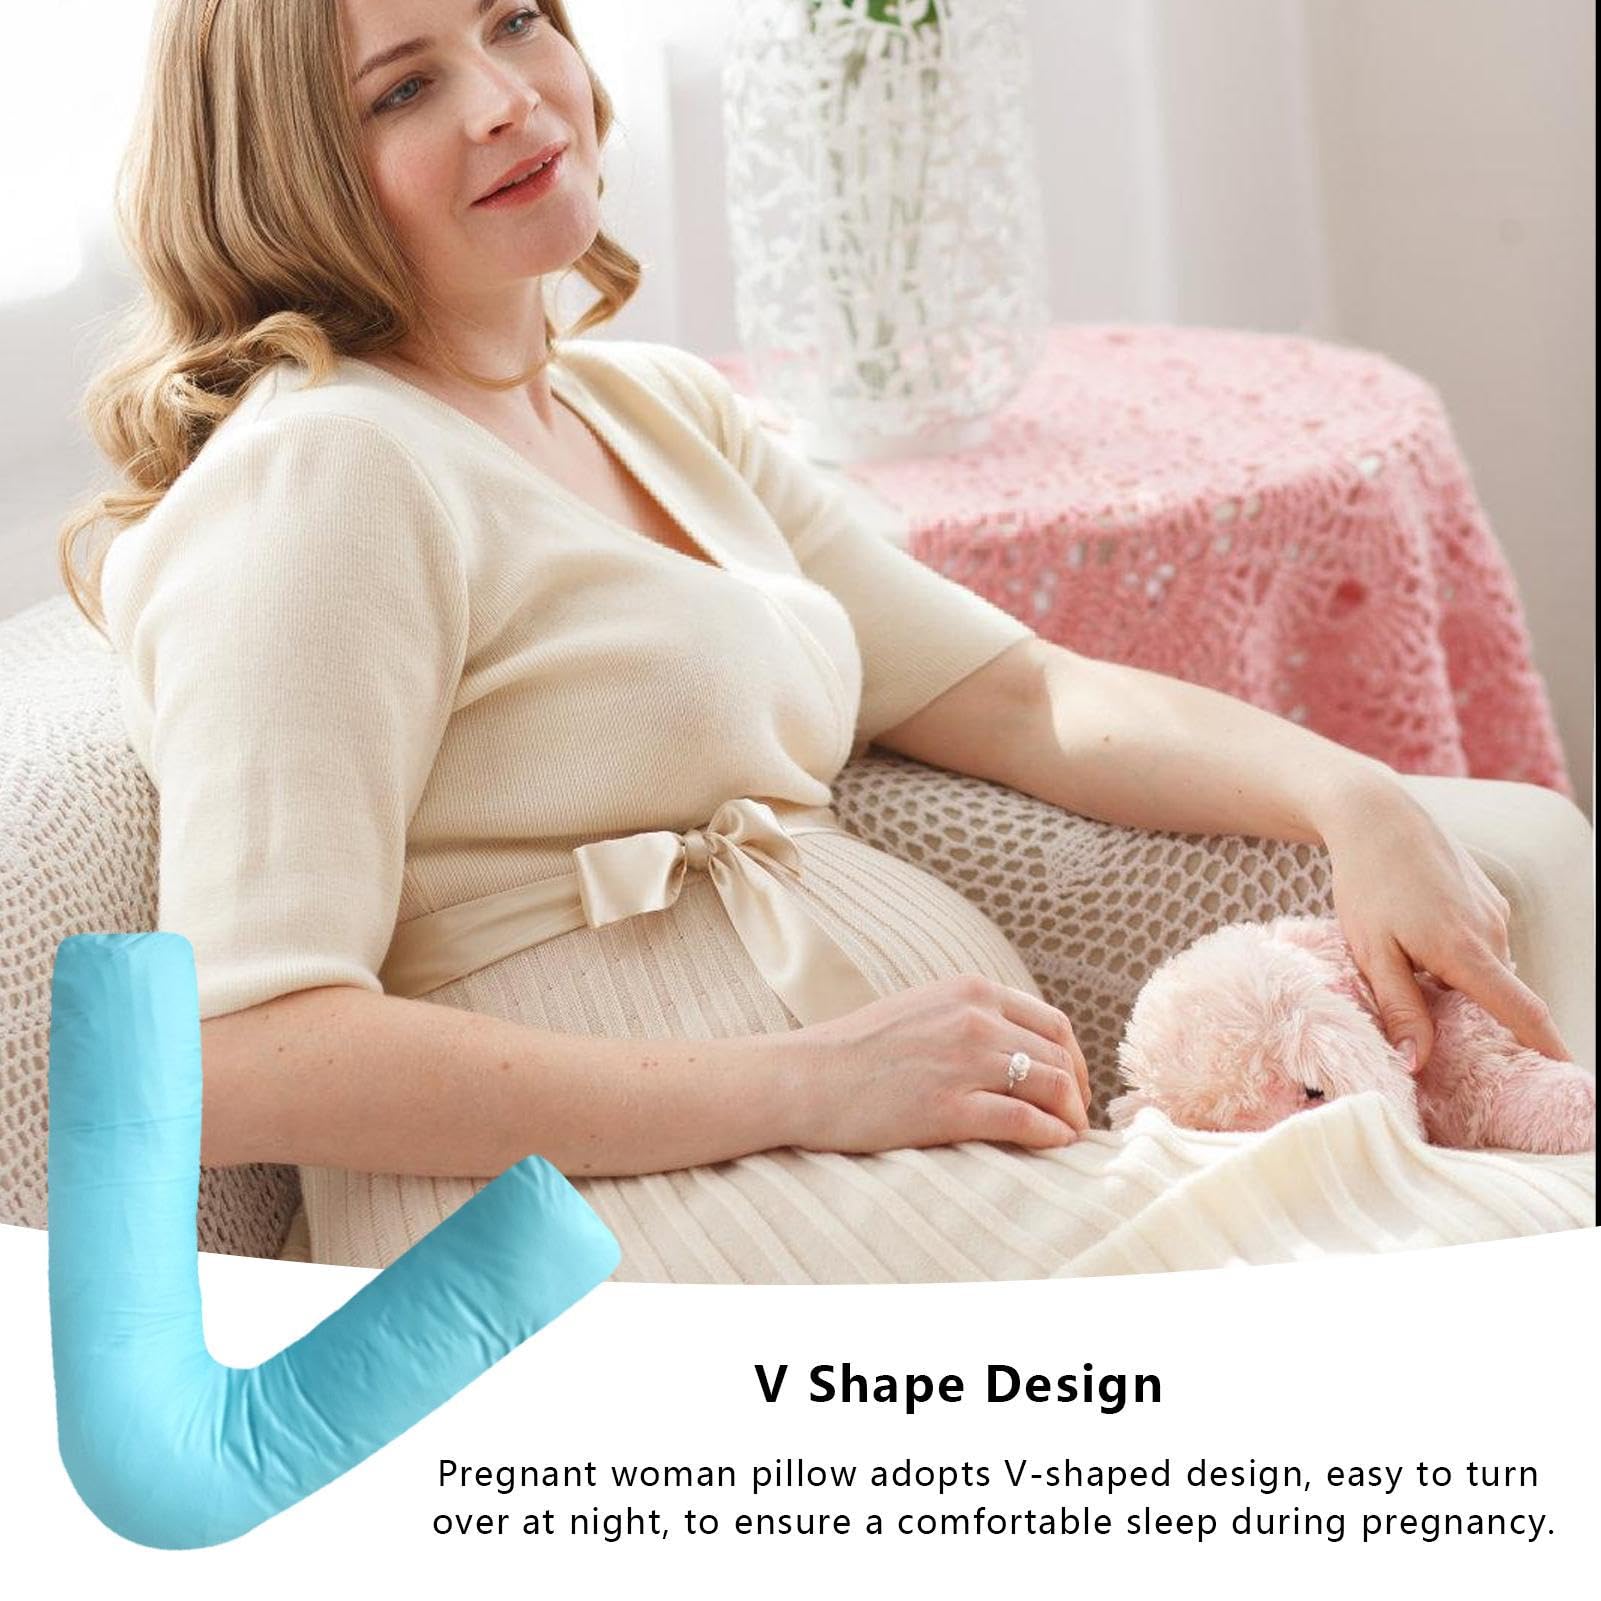 V Shape Design
Pregnant woman pillow adopts V-shaped design, easy to turn
over at night, to ensure a comfortable sleep during pregnancy.